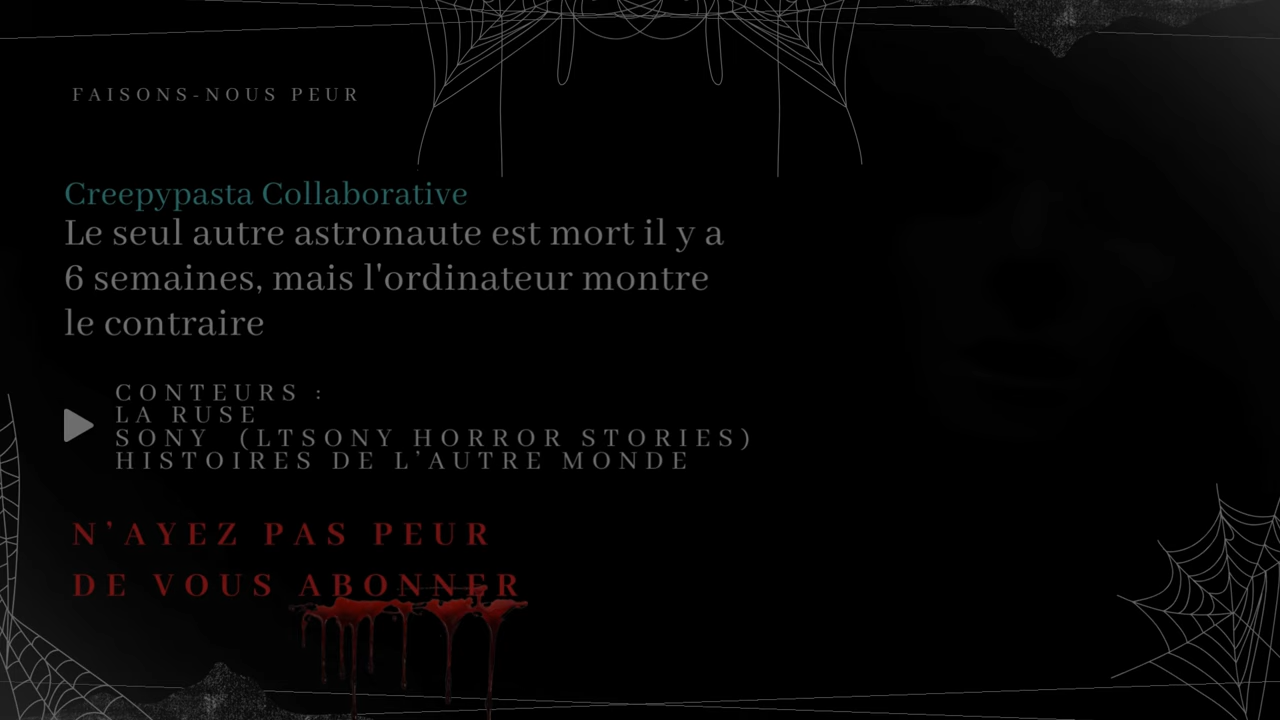 FAISONS-NOUS PEUR
Creepypasta Collaborative
Le seul autre astronaute est mort il y a
6 semaines, mais l'ordinateur montre
le contraire
CONTEURS :
LA RUSE
SONY (LTSONY HORROR STORIES)
HISTOIRES DE L'AUTRE MONDE
N'AYEZ PAS PEUR
DE VOUS ABONNER